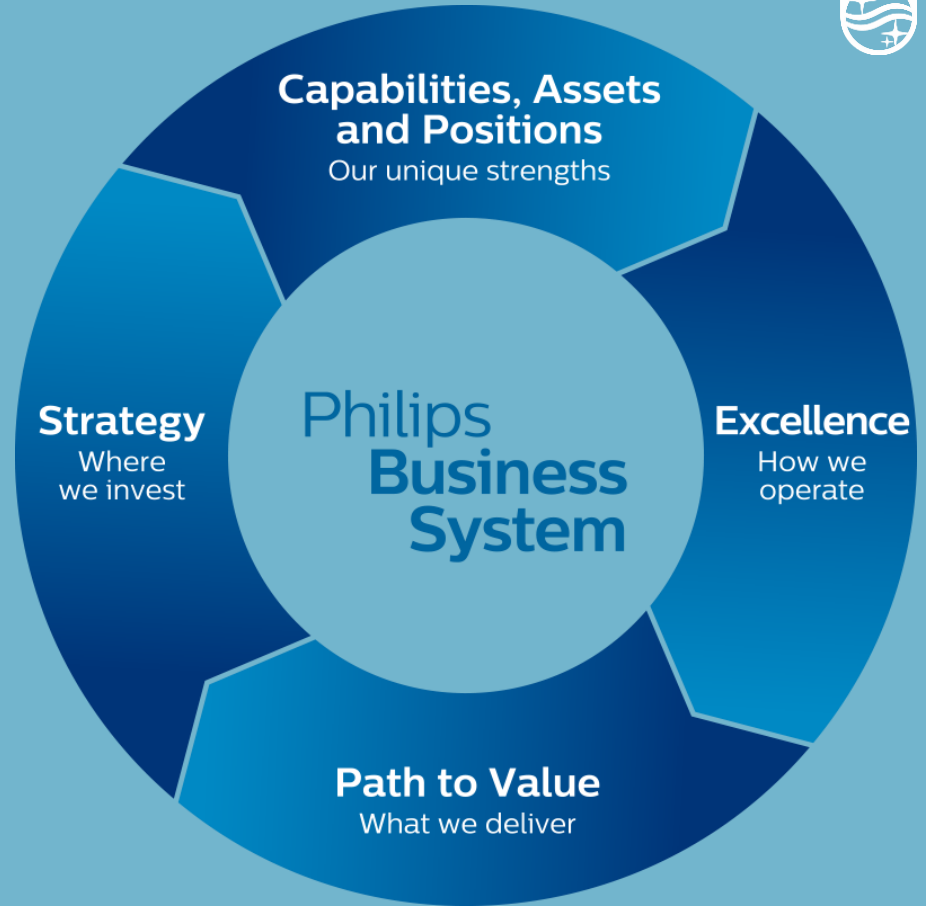 Capabilities, Assets
and Positions
Our unique strengths
Strategy
Where
we invest
Philips
Business
System
Excellence
How we
operate
Path to Value
What we deliver